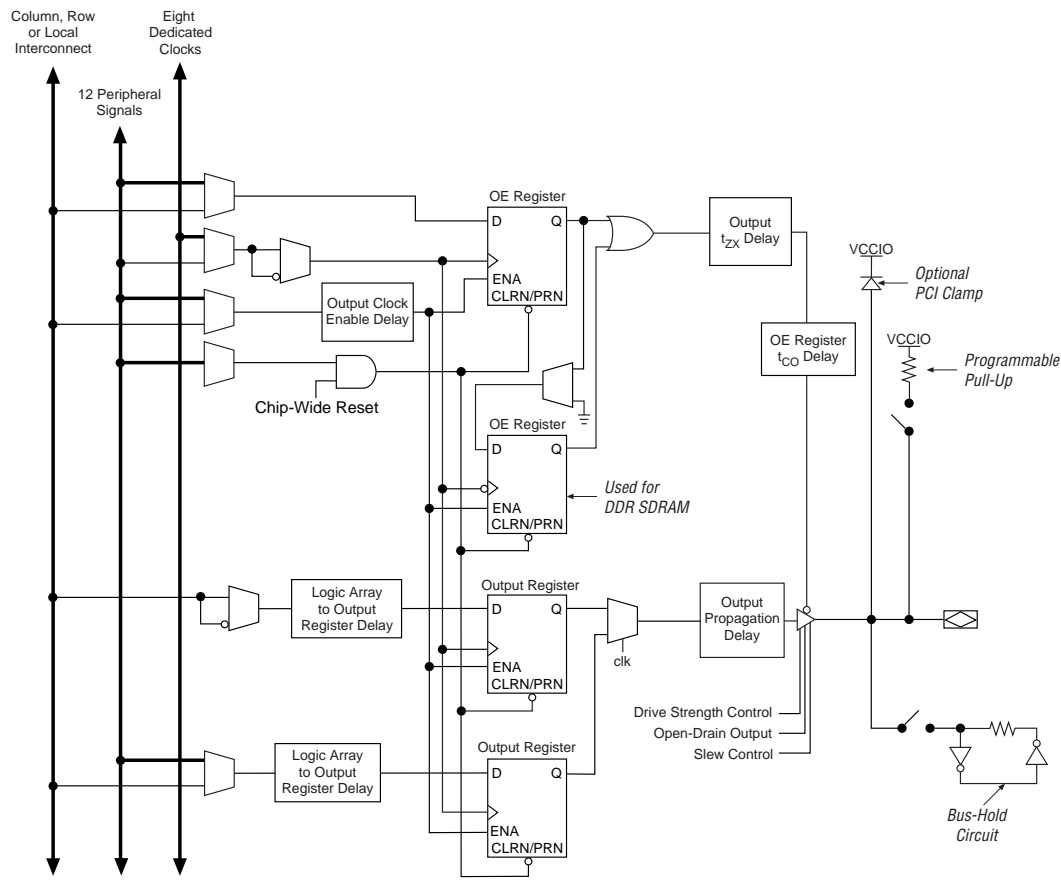 Column, Row
or Local
Interconnect
Eight
Dedicated
Clocks
12 Peripheral
Signals
OE Register
D
Q
ENA
CLRN/PRN
Output
tZX Delay
VCCIO
Optional
PCI Clamp
Output Clock
Enable Delay
OE Register
tCO Delay
VCCIO
Programmable
Pull-Up
Chip-Wide Reset
OE Register
D
Q
ENA
CLRN/PRN
Used for
DDR SDRAM
Logic Array
to Output
Register Delay
Output Register
D
Q
ENA
CLRN/PRN
clk
Output
Propagation
Delay
Drive Strength Control
Open-Drain Output
Slew Control
Logic Array
to Output
Register Delay
Output Register
D
Q
ENA
CLRN/PRN
Bus-Hold
Circuit